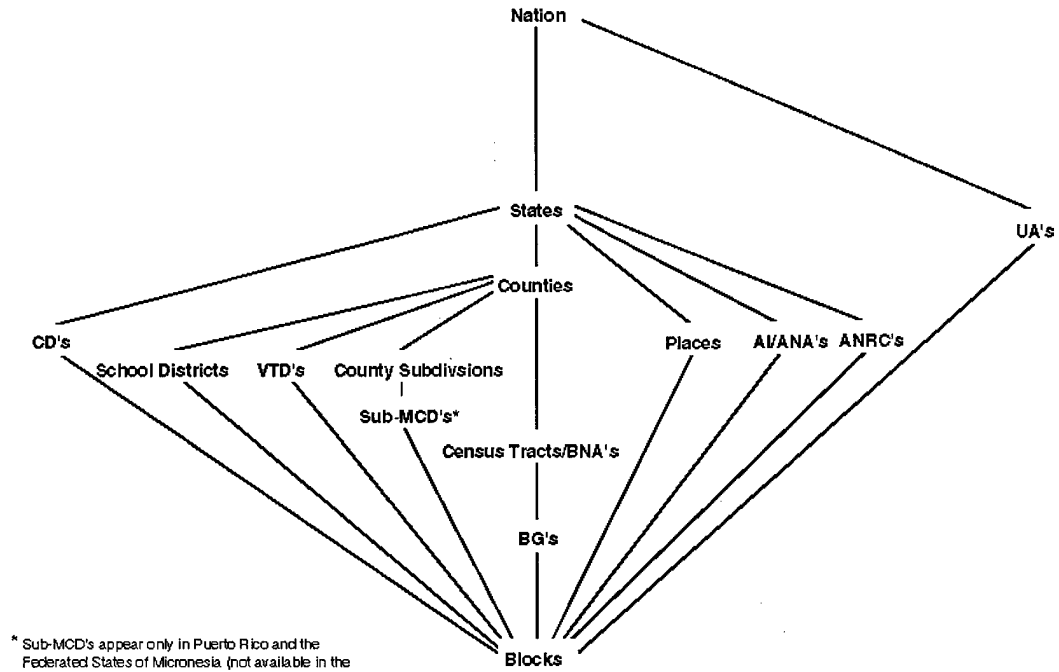 Nation
States
UA's
Counties
CD's
Places
AI/ANA's
ANRC's
School Districts
VTD's
County Subdivsions
Sub-MCD's*
Census Tracts/BNA's
BG's
Blocks
* Sub-MCD's appear only in Puerto Rico and the
Federated States of Micronesia (not available in the